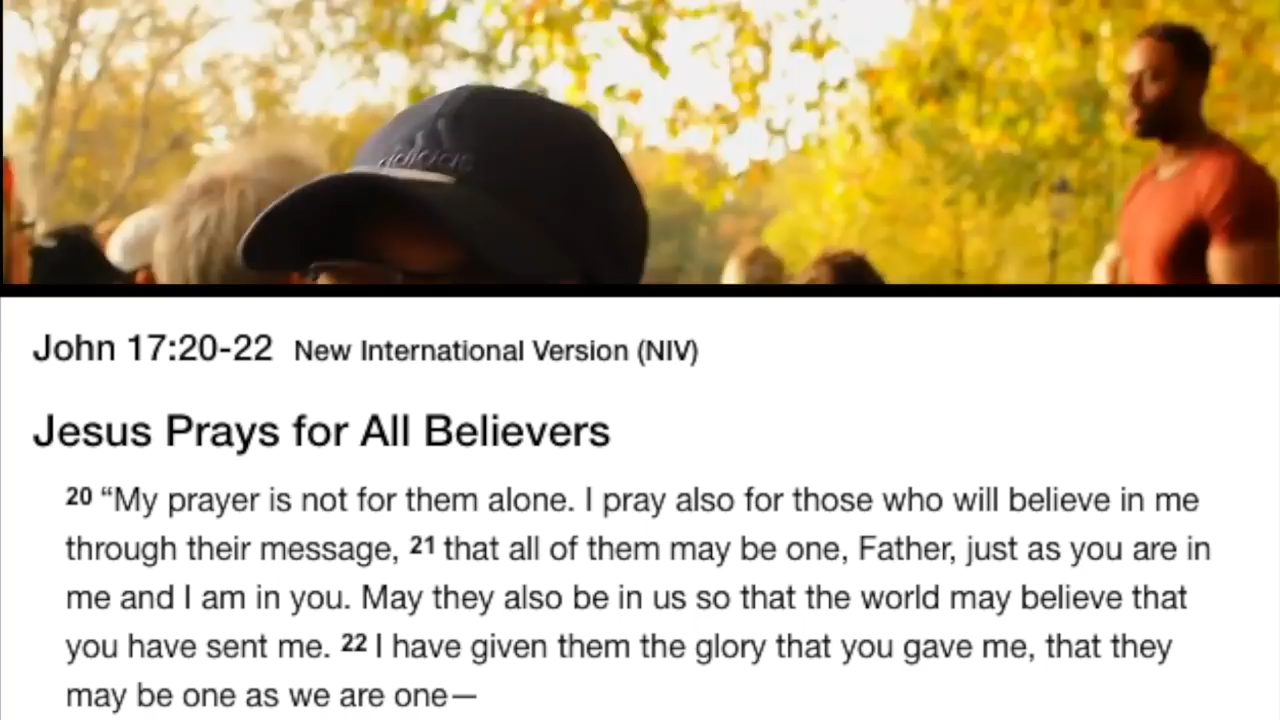 adidas
John 17:20-22 New International Version (NIV)
Jesus Prays for All Believers
20 “My prayer is not for them alone. I pray also for those who will believe in me
through their message, 21 that all of them may be one, Father, just as you are in
me and I am in you. May they also be in us so that the world may believe that
you have sent me. 22 I have given them the glory that you gave me, that they
may be one as we are one—